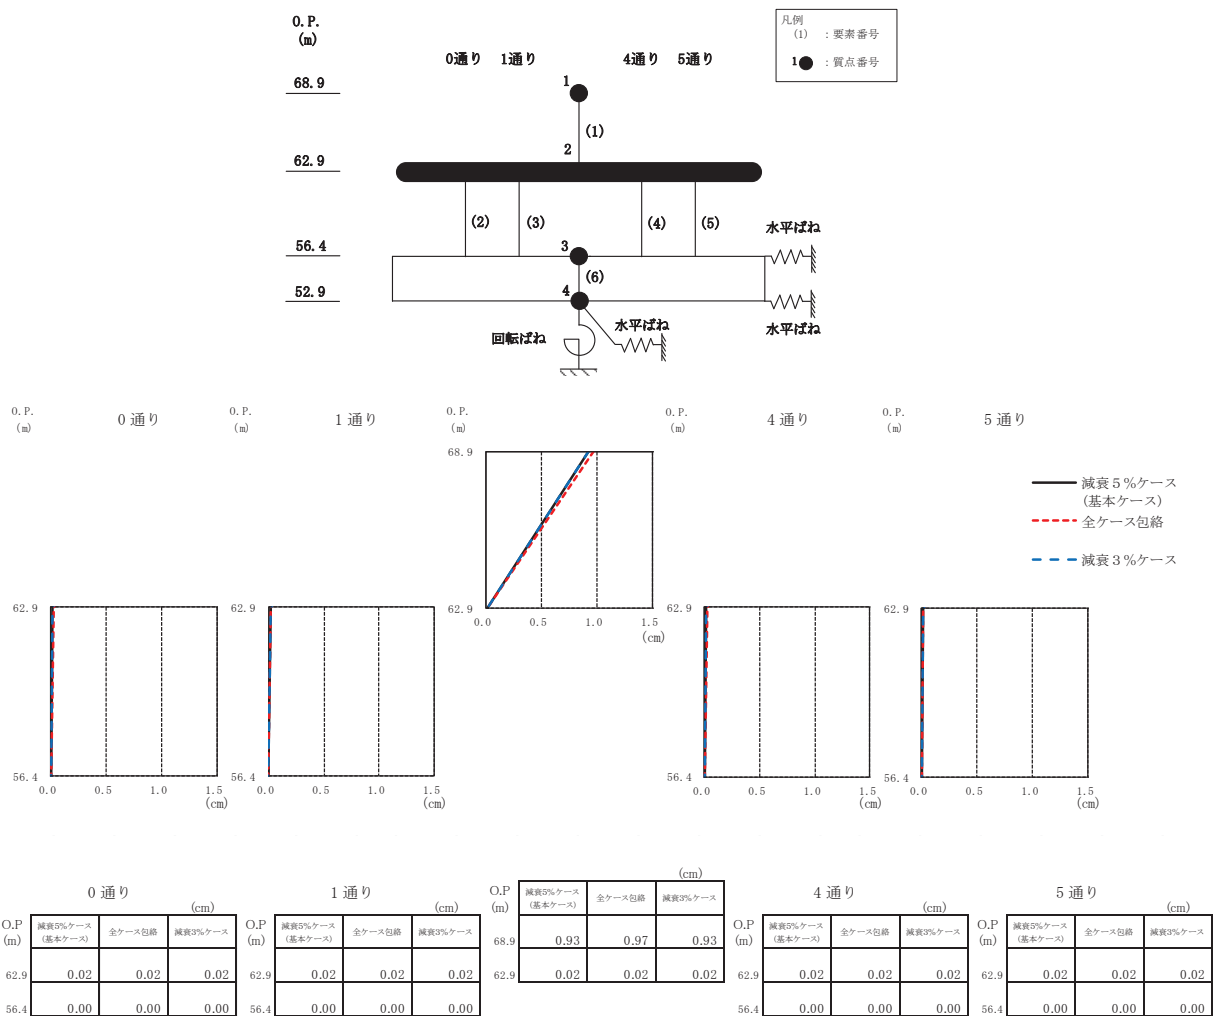 O.P.
(m)
0通り 1通り 4通り 5通り
凡例
(1) ：要素番号
1 ：質点番号
68.9
1
(1)
62.9
2
(2) (3) (4) (5)
水平ばね
56.4
3
(6)
52.9
4
回転ばね 水平ばね 水平ばね
O.P.
(m)
0 通り
O.P.
(m)
1 通り
O.P.
(m)
O.P.
(m)
4 通り
O.P.
(m)
5 通り
68.9
62.9
0.0 0.5 1.0 1.5
(cm)
減衰５%ケース
(基本ケース)
全ケース包絡
減衰３%ケース
62.9
56.4
0.0 0.5 1.0 1.5
(cm)
62.9
56.4
0.0 0.5 1.0 1.5
(cm)
62.9
56.4
0.0 0.5 1.0 1.5
(cm)
62.9
56.4
0.0 0.5 1.0 1.5
(cm)
0 通り
(cm)
O.P
(m)
減衰5%ケース
(基本ケース)
全ケース包絡 減衰3%ケース
62.9 0.02 0.02 0.02
56.4 0.00 0.00 0.00
1 通り
(cm)
O.P
(m)
減衰5%ケース
(基本ケース)
全ケース包絡 減衰3%ケース
62.9 0.02 0.02 0.02
56.4 0.00 0.00 0.00
(cm)
O.P
(m)
減衰5%ケース
(基本ケース)
全ケース包絡 減衰3%ケース
68.9 0.93 0.97 0.93
62.9 0.02 0.02 0.02
4 通り
(cm)
O.P
(m)
減衰5%ケース
(基本ケース)
全ケース包絡 減衰3%ケース
62.9 0.02 0.02 0.02
56.4 0.00 0.00 0.00
5 通り
(cm)
O.P
(m)
減衰5%ケース
(基本ケース)
全ケース包絡 減衰3%ケース
62.9 0.02 0.02 0.02
56.4 0.00 0.00 0.00